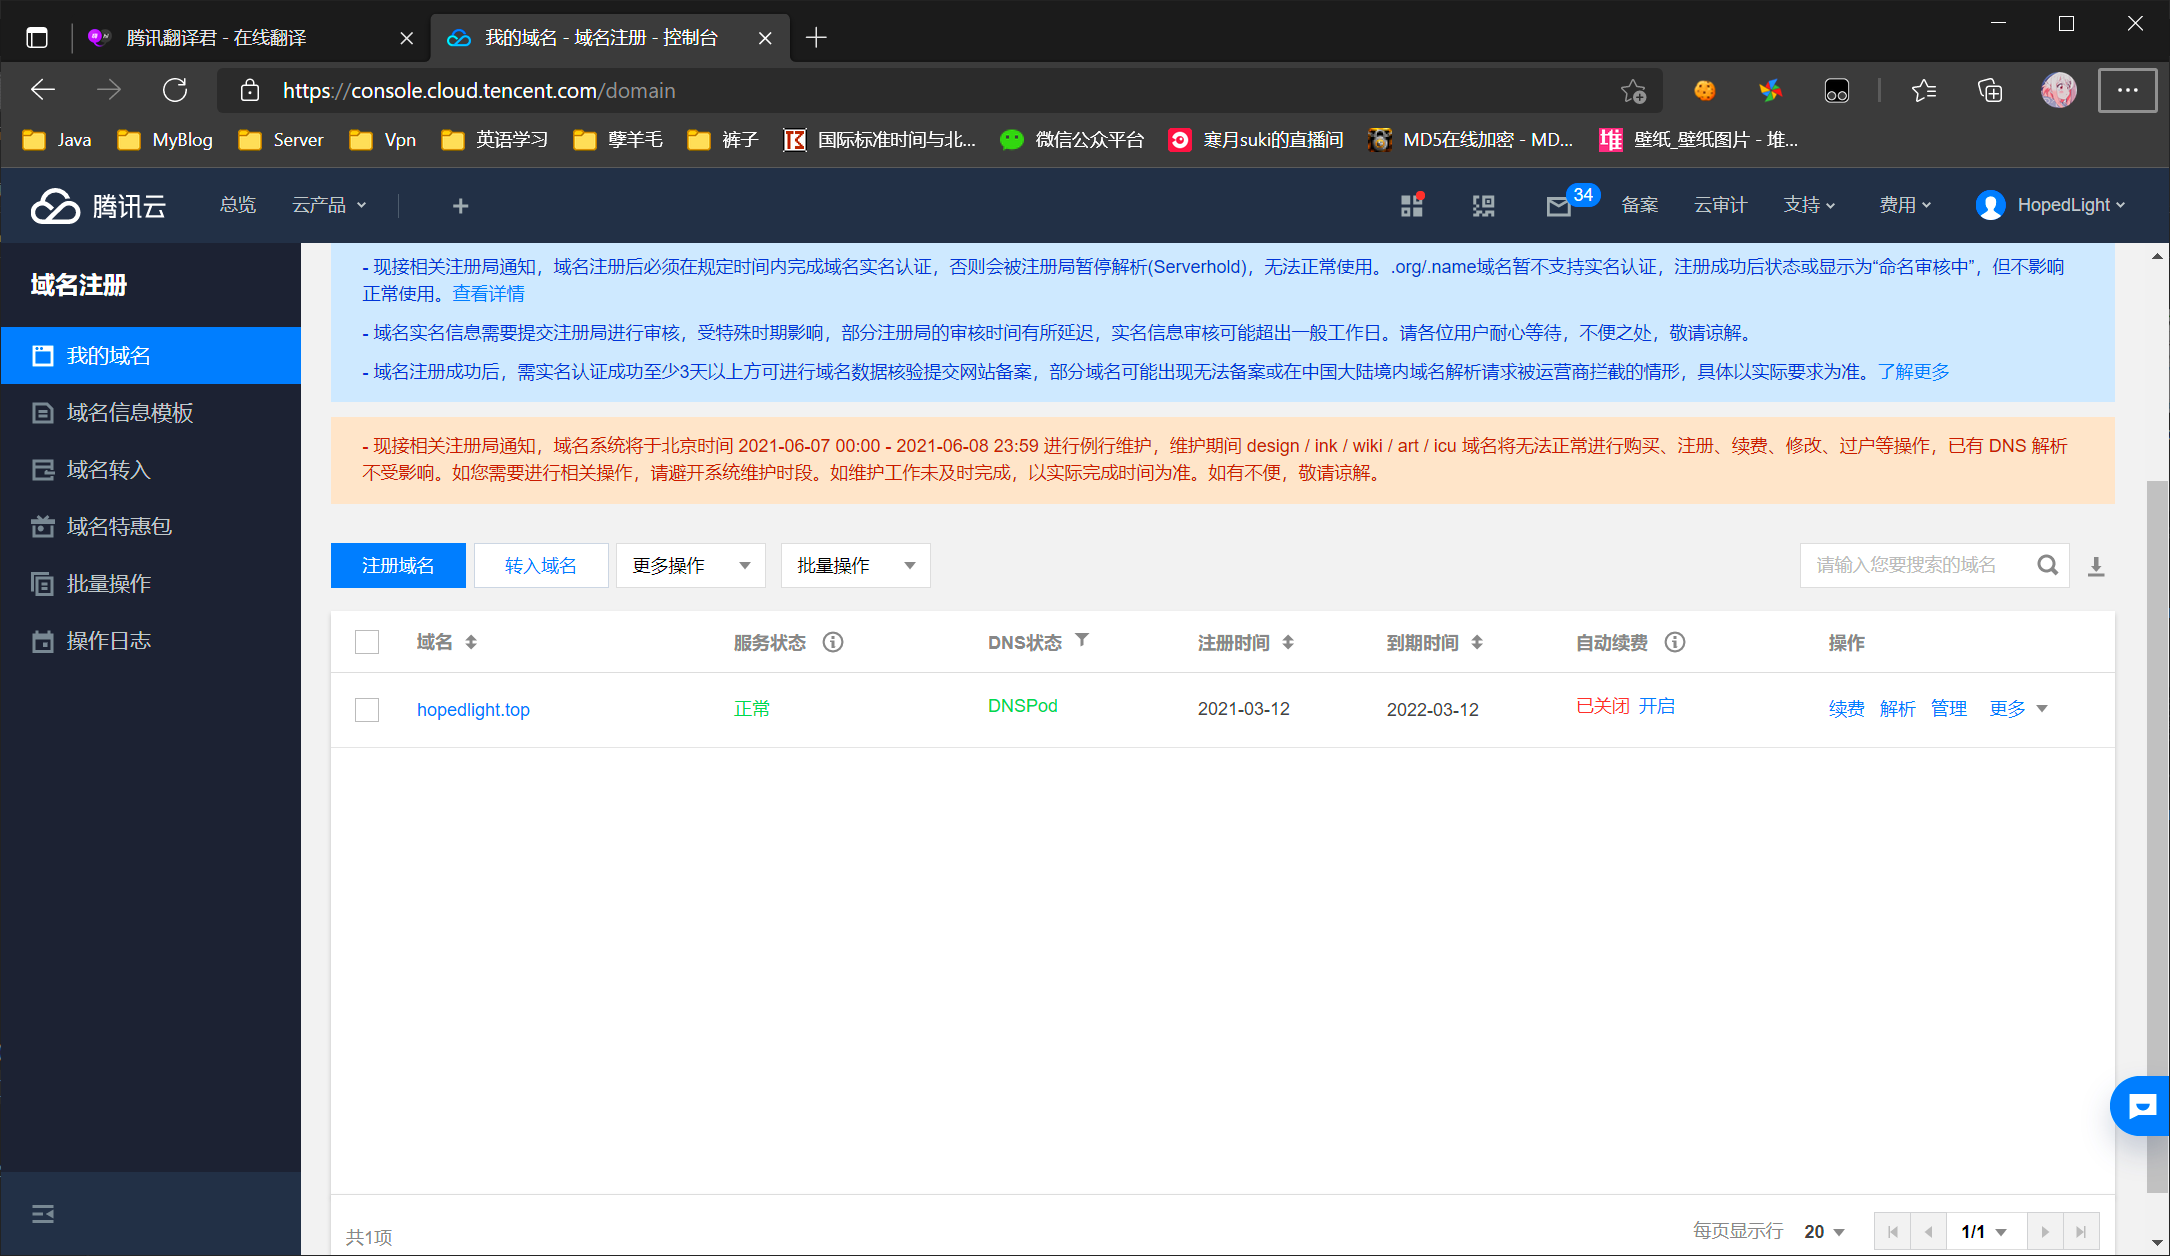 腾讯翻译君 - 在线翻译
我的域名 - 域名注册 - 控制台
https://console.cloud.tencent.com/domain
Java
MyBlog
Server
Vpn
英语学习
孽羊毛
裤子
国际标准时间与北...
微信公众平台
寒月suki的直播间
MD5在线加密 - MD...
堆
壁纸_壁纸图片 - 堆...
腾讯云
总览
云产品
34
备案
云审计
支持
费用
HopedLight
域名注册
我的域名
域名信息模板
域名转入
域名特惠包
批量操作
操作日志
- 现接相关注册局通知，域名注册后必须在规定时间内完成域名实名认证，否则会被注册局暂停解析(Serverhold)，无法正常使用。.org/.name域名暂不支持实名认证，注册成功后状态或显示为“命名审核中”，但不影响
正常使用。查看详情
- 域名实名信息需要提交注册局进行审核，受特殊时期影响，部分注册局的审核时间有所延迟，实名信息审核可能超出一般工作日。请各位用户耐心等待，不便之处，敬请谅解。
- 域名注册成功后，需实名认证成功至少3天以上方可进行域名数据核验提交网站备案，部分域名可能出现无法备案或在中国大陆境内域名解析请求被运营商拦截的情形，具体以实际要求为准。了解更多
- 现接相关注册局通知，域名系统将于北京时间 2021-06-07 00:00 - 2021-06-08 23:59 进行例行维护，维护期间 design / ink / wiki / art / icu 域名将无法正常进行购买、注册、续费、修改、过户等操作，已有 DNS 解析
不受影响。如您需要进行相关操作，请避开系统维护时段。如维护工作未及时完成，以实际完成时间为准。如有不便，敬请谅解。
注册域名
转入域名
更多操作
批量操作
请输入您要搜索的域名
域名
服务状态
DNS状态
注册时间
到期时间
自动续费
操作
hopedlight.top
正常
DNSPod
2021-03-12
2022-03-12
已关闭 开启
续费 解析 管理 更多
共1项
每页显示行
20
1/1